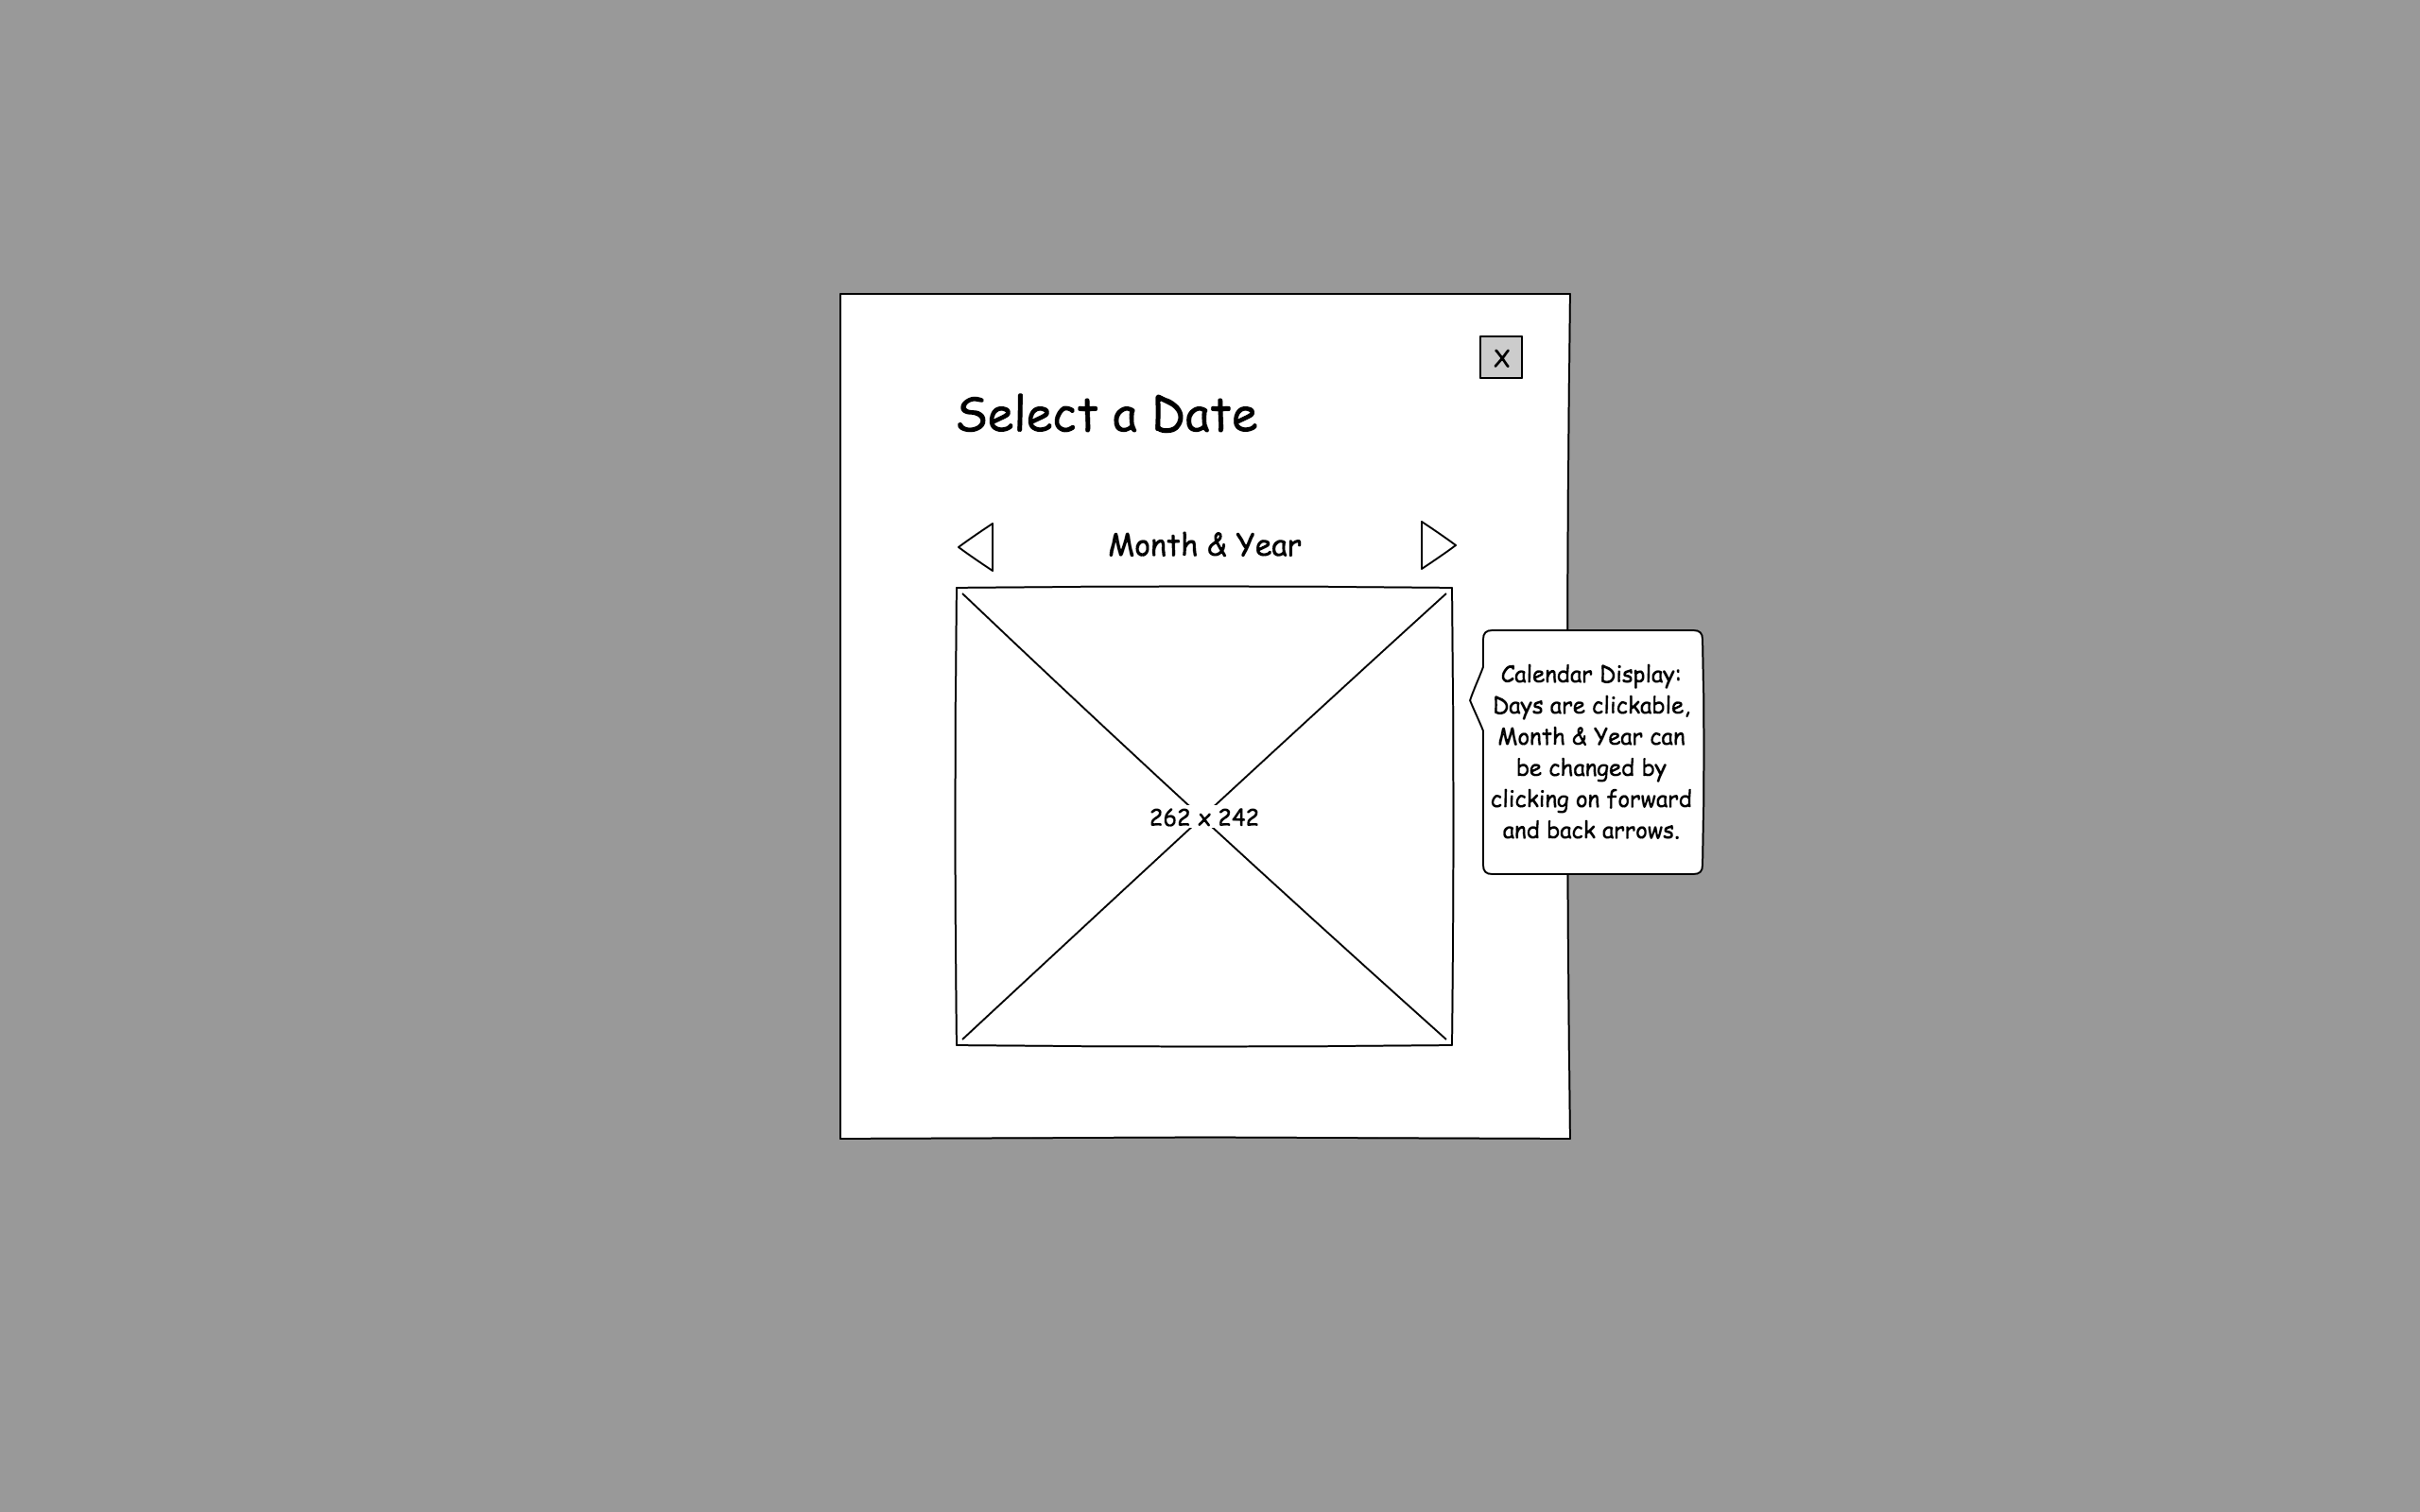 X
Select a Date
Month & Year
Calendar Display:
Days are clickable,
Month & Year can
be changed by
clicking on forward
and back arrows.
262 x 242